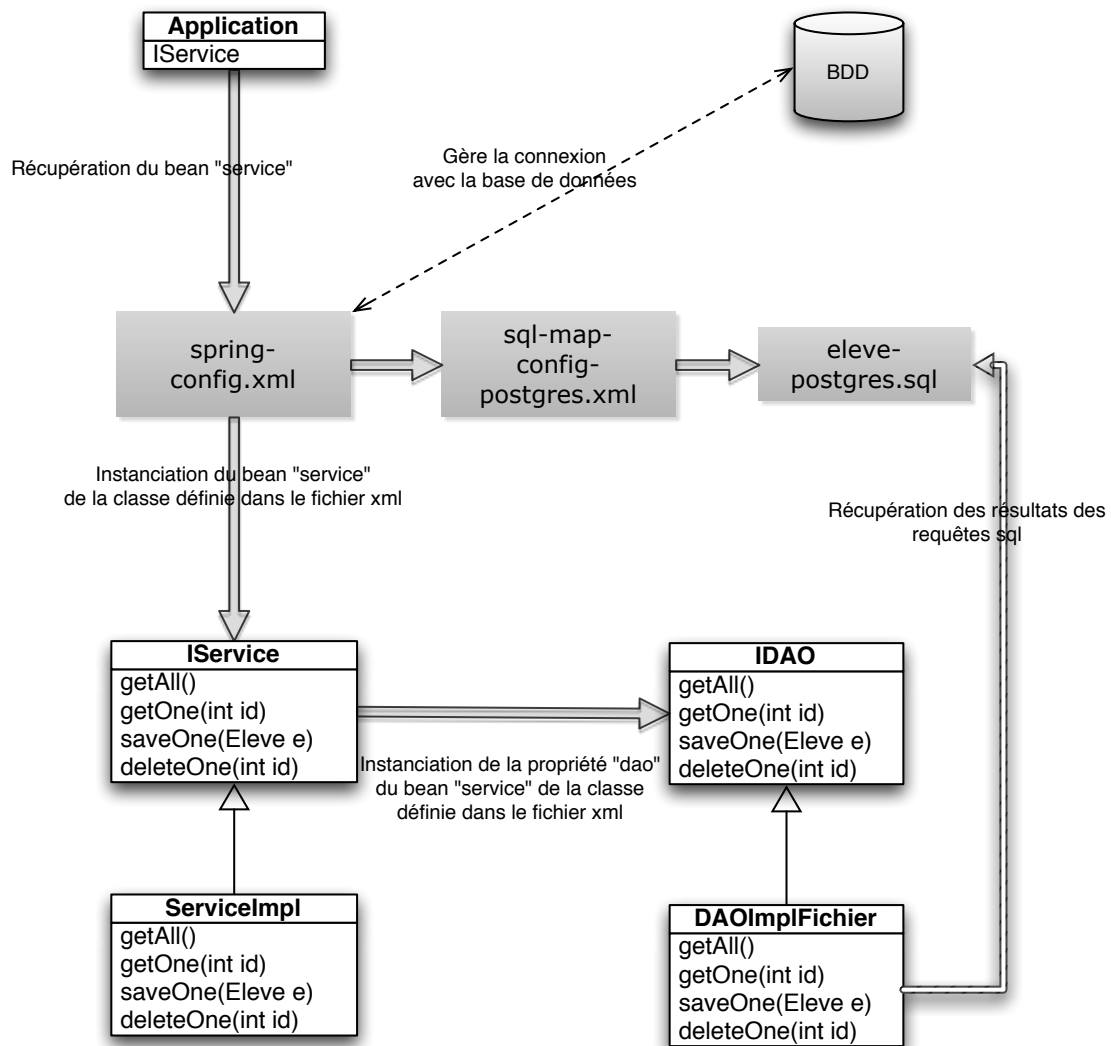 Application
IService
BDD
Récupération du bean "service"
Gère la connexion
avec la base de données
spring-
config.xml
sql-map-
config-
postgres.xml
eleve-
postgres.sql
Instanciation du bean "service"
de la classe définie dans le fichier xml
Récupération des résultats des
requêtes sql
IService
getAll()
getOne(int id)
saveOne(Eleve e)
deleteOne(int id)
IDAO
getAll()
getOne(int id)
saveOne(Eleve e)
deleteOne(int id)
Instanciation de la propriété "dao"
du bean "service" de la classe
définie dans le fichier xml
ServiceImpl
getAll()
getOne(int id)
saveOne(Eleve e)
deleteOne(int id)
DAOImplFichier
getAll()
getOne(int id)
saveOne(Eleve e)
deleteOne(int id)